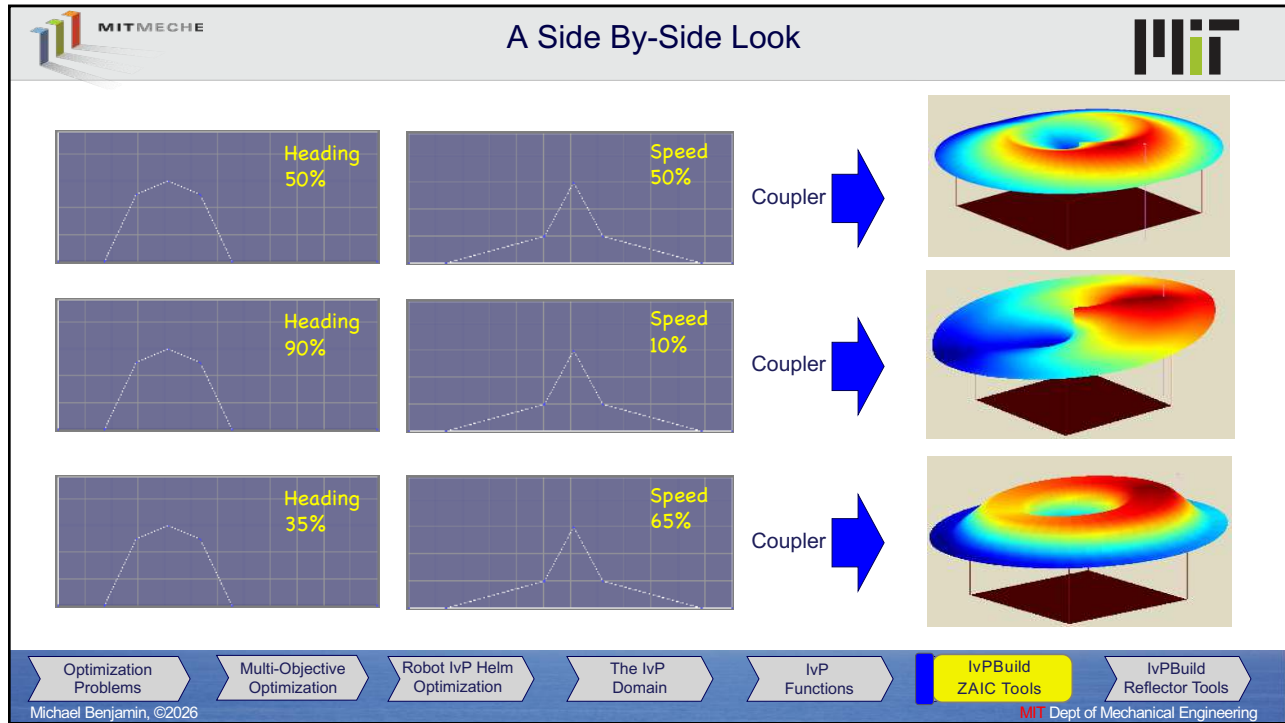 MITMECHE
A Side By-Side Look
MIT
Heading
50%
Speed
50%
Coupler
Heading
90%
Speed
10%
Coupler
Heading
35%
Speed
65%
Coupler
Optimization
Problems
Multi-Objective
Optimization
Robot IvP Helm
Optimization
The IvP
Domain
IvP
Functions
IvPBuild
ZAIC Tools
IvPBuild
Reflector Tools
Michael Benjamin, ©2026
MIT Dept of Mechanical Engineering